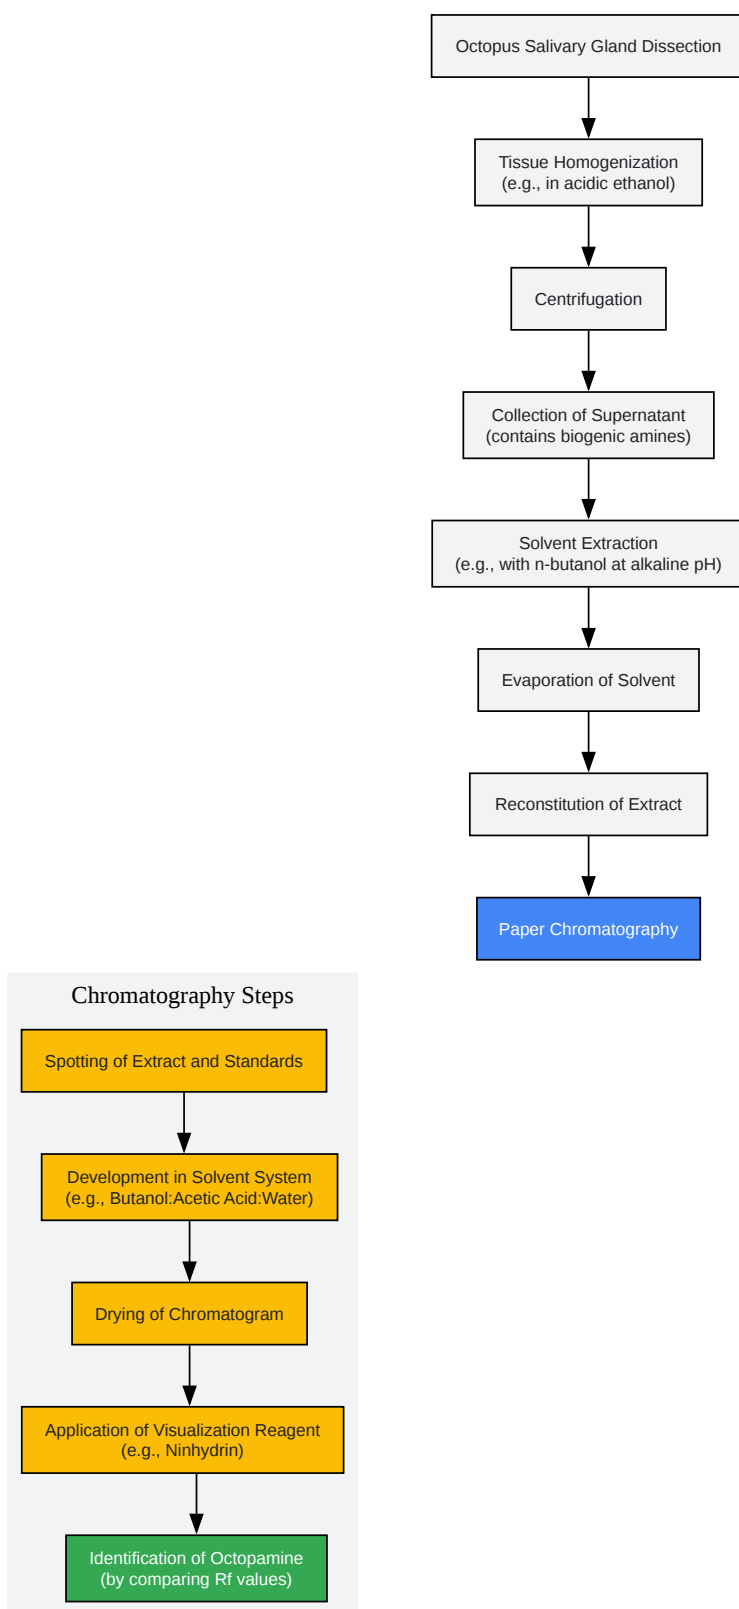 Octopus Salivary Gland Dissection
Tissue Homogenization
(e.g., in acidic ethanol)
Centrifugation
Collection of Supernatant
(contains biogenic amines)
Solvent Extraction
(e.g., with n-butanol at alkaline pH)
Evaporation of Solvent
Reconstitution of Extract
Paper Chromatography
Chromatography Steps
Spotting of Extract and Standards
Development in Solvent System
(e.g., Butanol:Acetic Acid:Water)
Drying of Chromatogram
Application of Visualization Reagent
(e.g., Ninhydrin)
Identification of Octopamine
(by comparing Rf values)